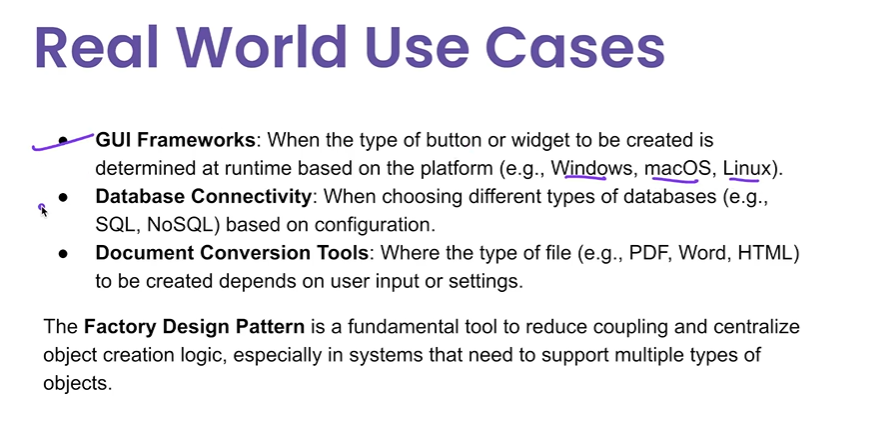 Real World Use Cases
● GUI Frameworks: When the type of button or widget to be created is
determined at runtime based on the platform (e.g., Windows, macOS, Linux).
● Database Connectivity: When choosing different types of databases (e.g.,
SQL, NoSQL) based on configuration.
● Document Conversion Tools: Where the type of file (e.g., PDF, Word, HTML)
to be created depends on user input or settings.
The Factory Design Pattern is a fundamental tool to reduce coupling and centralize
object creation logic, especially in systems that need to support multiple types of
objects.